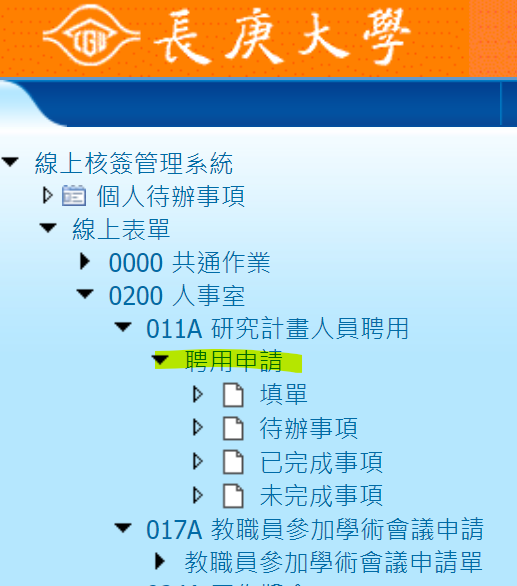 長庚大學
線上核簽管理系統
個人待辦事項
線上表單
0000 共通作業
0200 人事室
011A 研究計畫人員聘用
聘用申請
填單
待辦事項
已完成事項
未完成事項
017A 教職員參加學術會議申請
教職員參加學術會議申請單